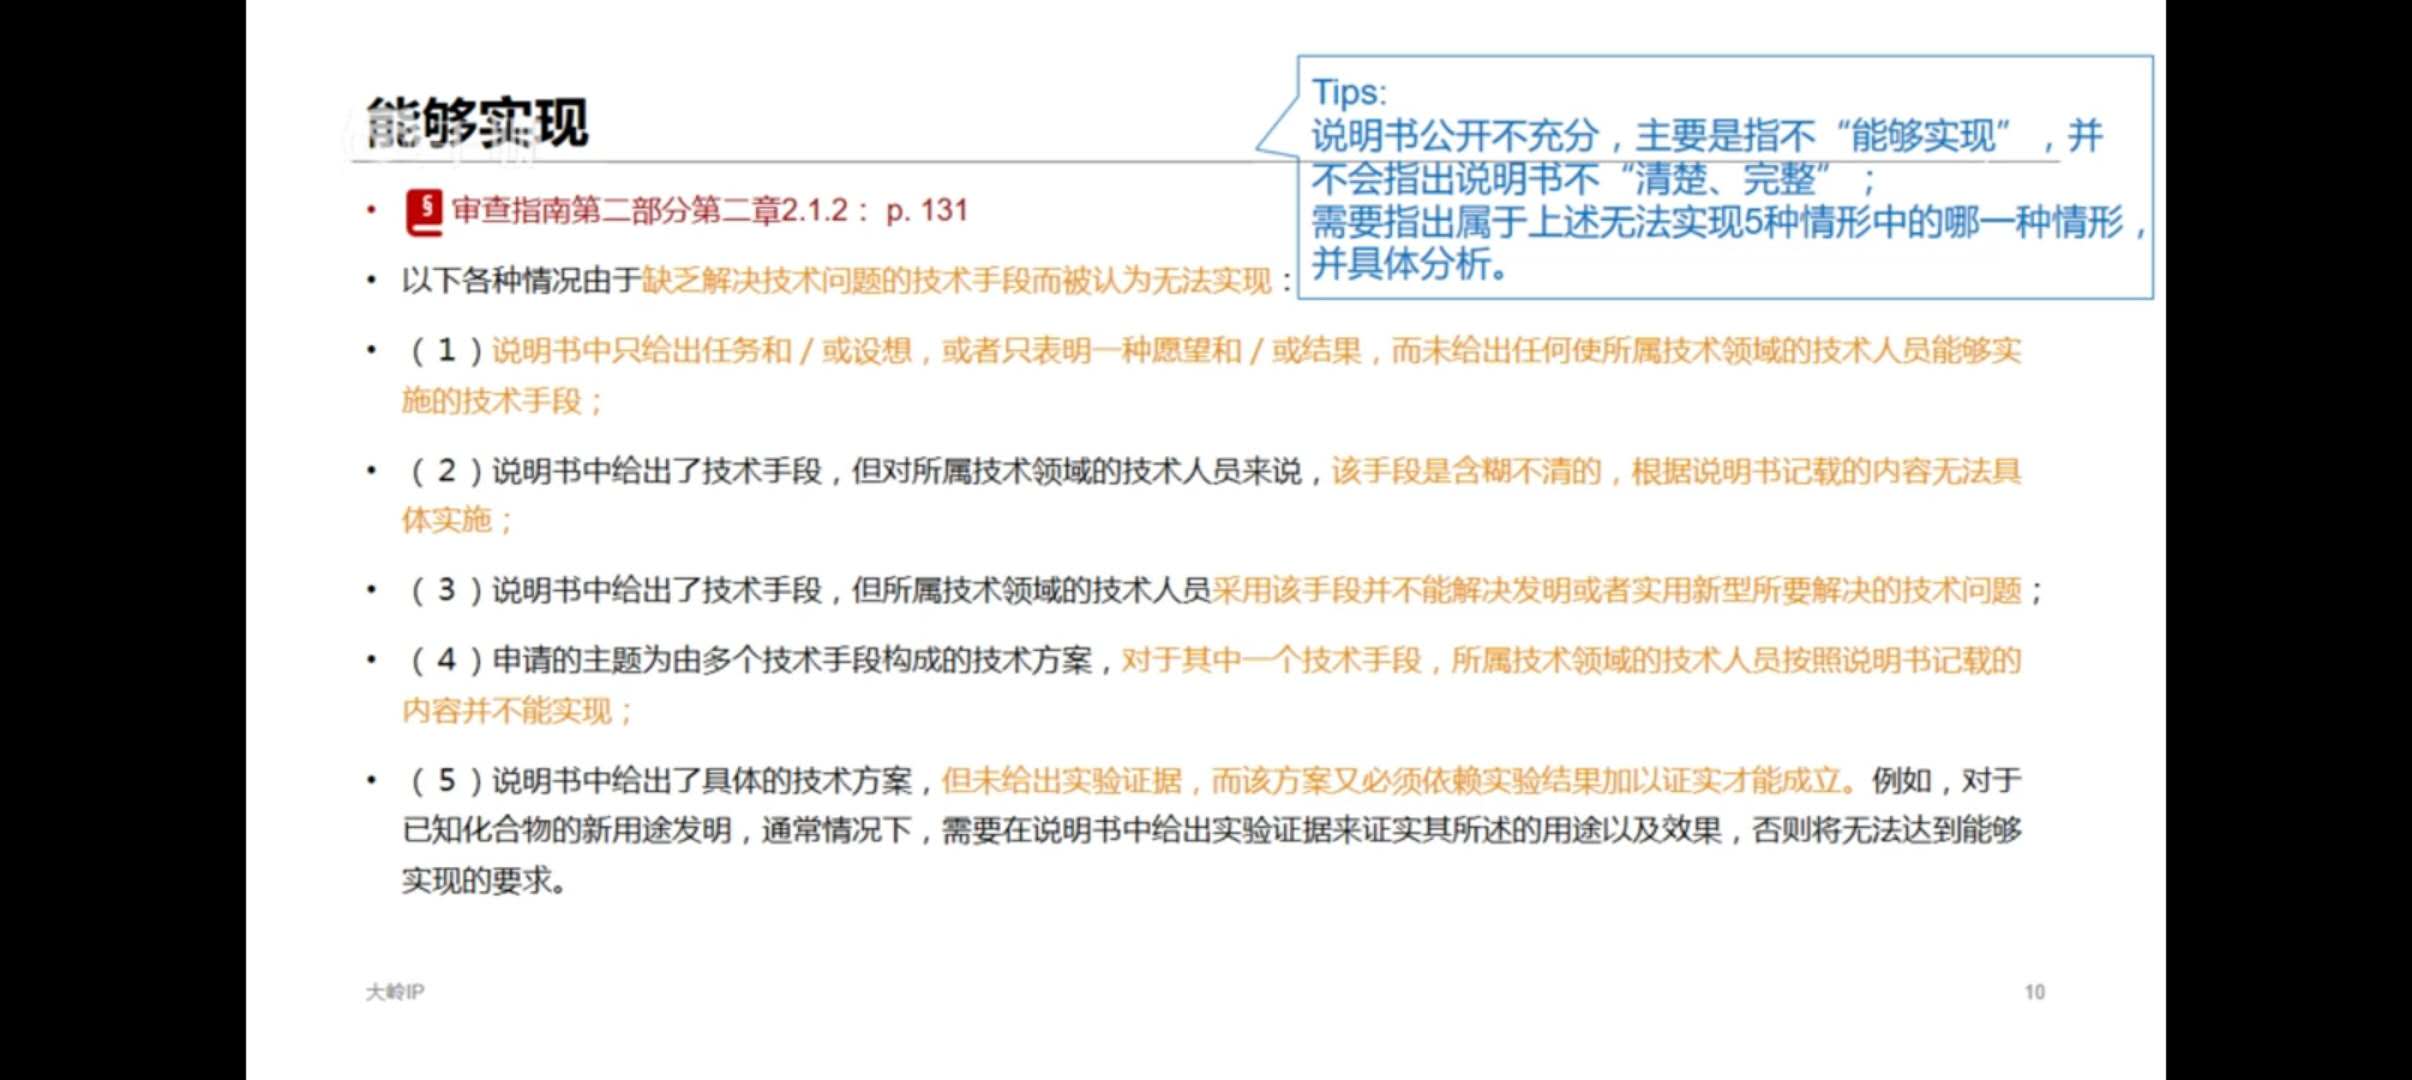 能够实现
Tips:
说明书公开不充分，主要是指不“能够实现”，并
不会指出说明书不“清楚、完整”；
需要指出属于上述无法实现5种情形中的哪一种情形，
并具体分析。
• § 审查指南第二部分第二章2.1.2： p. 131
• 以下各种情况由于缺乏解决技术问题的技术手段而被认为无法实现：
• （1）说明书中只给出任务和/或设想，或者只表明一种愿望和/或结果，而未给出任何使所属技术领域的技术人员能够实
施的技术手段；
• （2）说明书中给出了技术手段，但对所属技术领域的技术人员来说，该手段是含糊不清的，根据说明书记载的内容无法具
体实施；
• （3）说明书中给出了技术手段，但所属技术领域的技术人员采用该手段并不能解决发明或者实用新型所要解决的技术问题；
• （4）申请的主题为由多个技术手段构成的技术方案，对于其中一个技术手段，所属技术领域的技术人员按照说明书记载的
内容并不能实现；
• （5）说明书中给出了具体的技术方案，但未给出实验证据，而该方案又必须依赖实验结果加以证实才能成立。例如，对于
已知化合物的新用途发明，通常情况下，需要在说明书中给出实验证据来证实其所述的用途以及效果，否则将无法达到能够
实现的要求。
大岭IP
10